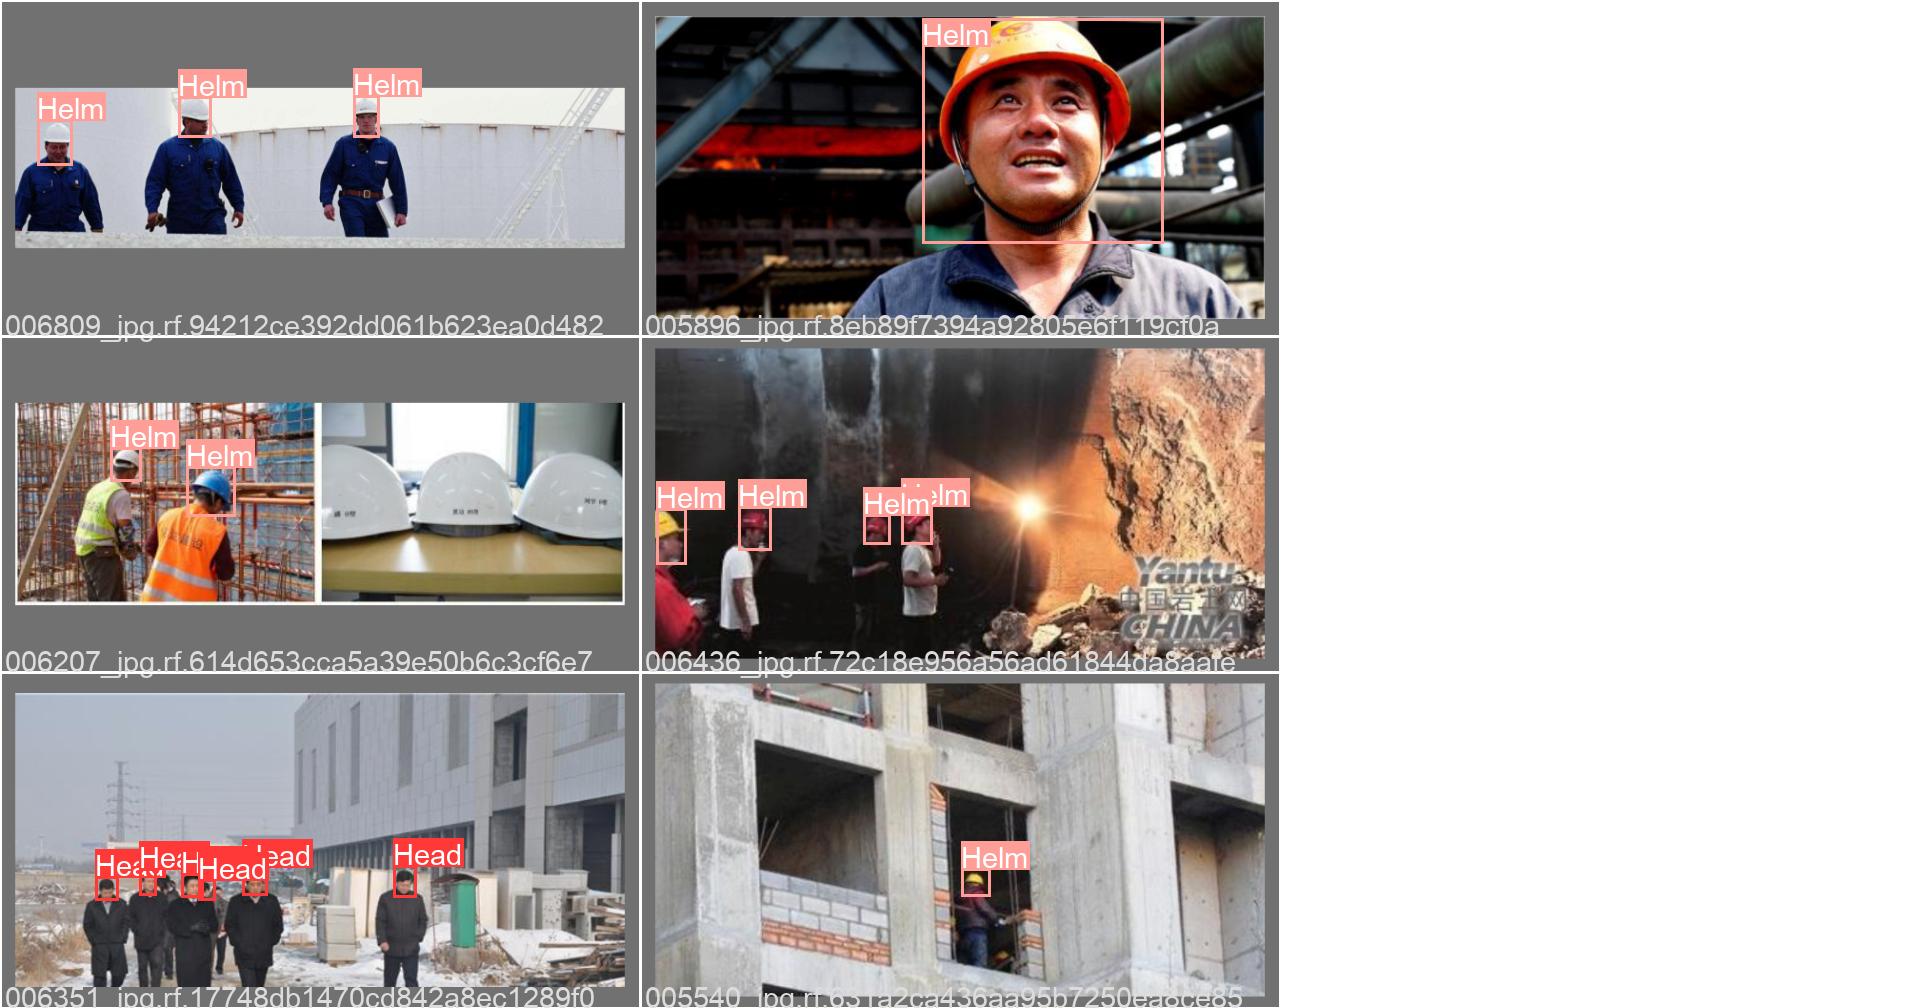 Helm
Helm
Helm
006809_jpg.rf.94212ce392dd061b623ea0d482
Helm
005896_jpg.rf.8eb89f7394a92805e6f119cf0a
Helm
Helm
006207_jpg.rf.614d653cca5a39e50b6c3cf6e7
Helm
Helm
Helm
Helm
Yantu
中国岩土网
CHINA
006436_jpg.rf.72c18e956a56ad61844da8aafe
Head
Head
Head
Head
Head
006351_jpg.rf.17748db1470cd842a8ec1289f0
Helm
005540_jpg.rf.631a2ca436aa95b7250ea8ce85